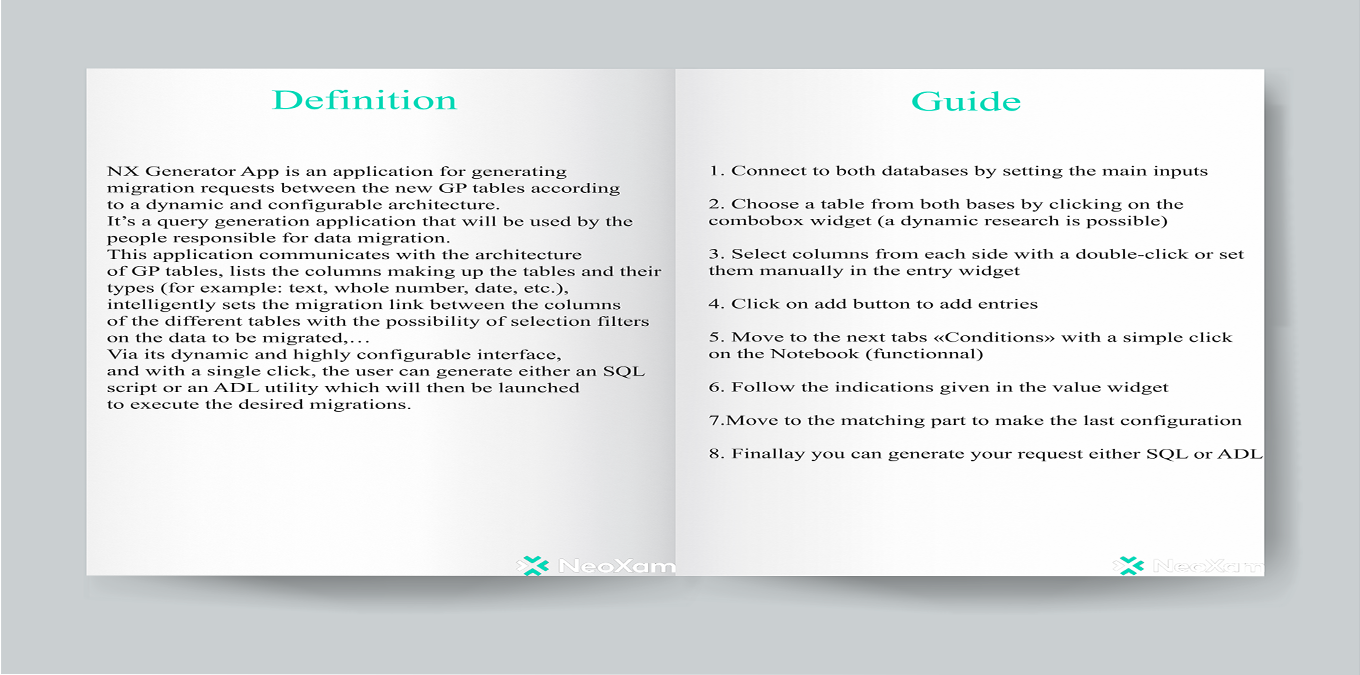 Definition
NX Generator App is an application for generating
migration requests between the new GP tables according
to a dynamic and configurable architecture.
It’s a query generation application that will be used by the
people responsible for data migration.
This application communicates with the architecture
of GP tables, lists the columns making up the tables and their
types (for example: text, whole number, date, etc.),
intelligently sets the migration link between the columns
of the different tables with the possibility of selection filters
on the data to be migrated,…
Via its dynamic and highly configurable interface,
and with a single click, the user can generate either an SQL
script or an ADL utility which will then be launched
to execute the desired migrations.
NeoXam
Guide
1. Connect to both databases by setting the main inputs
2. Choose a table from both bases by clicking on the
combobox widget (a dynamic research is possible)
3. Select columns from each side with a double-click or set
them manually in the entry widget
4. Click on add button to add entries
5. Move to the next tabs «Conditions» with a simple click
on the Notebook (functionnal)
6. Follow the indications given in the value widget
7.Move to the matching part to make the last configuration
8. Finallay you can generate your request either SQL or ADL
NeoXam